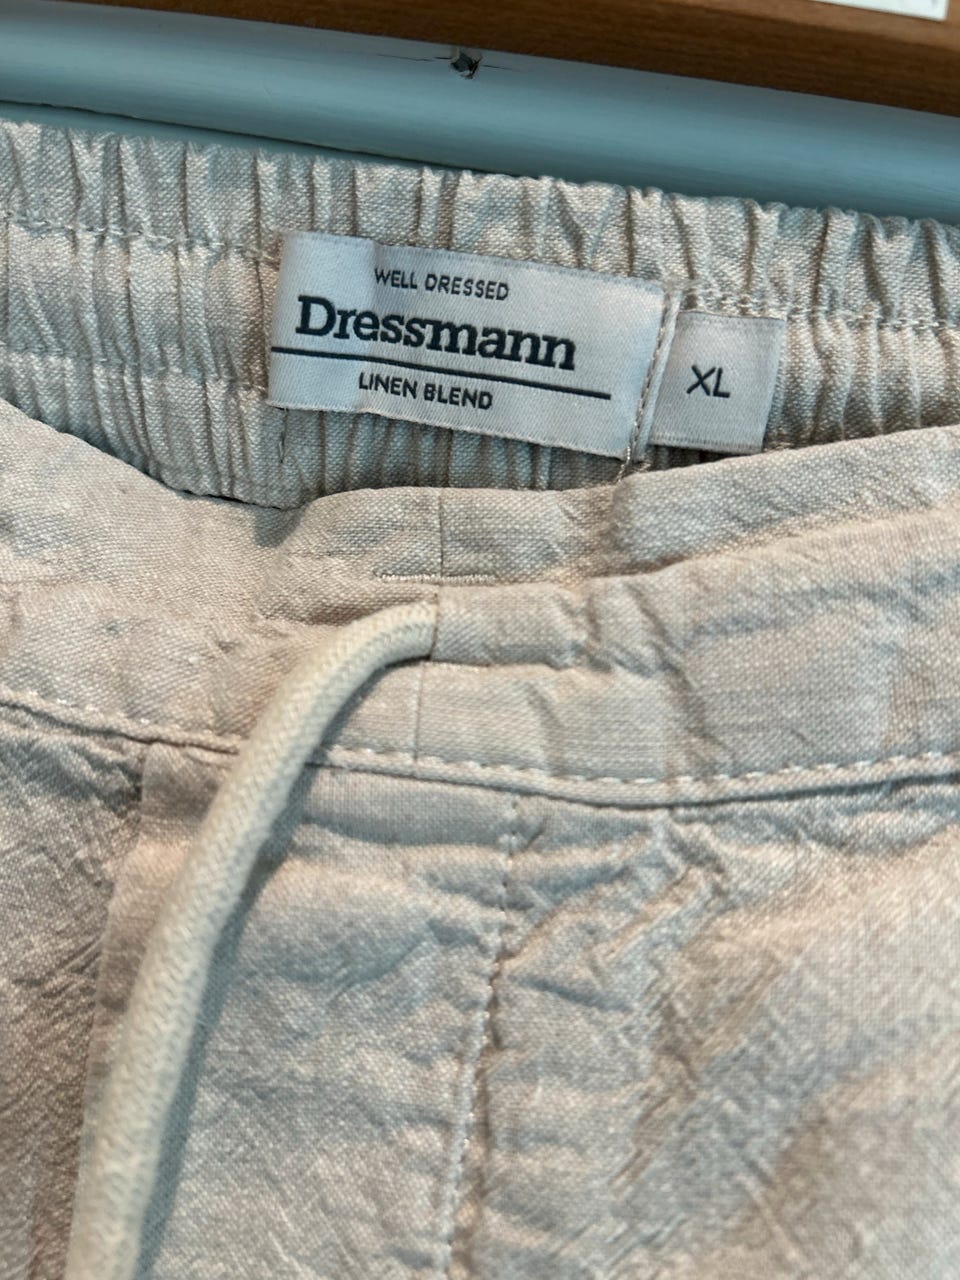 WELL DRESSED
Dressmann
LINEN BLEND
XL